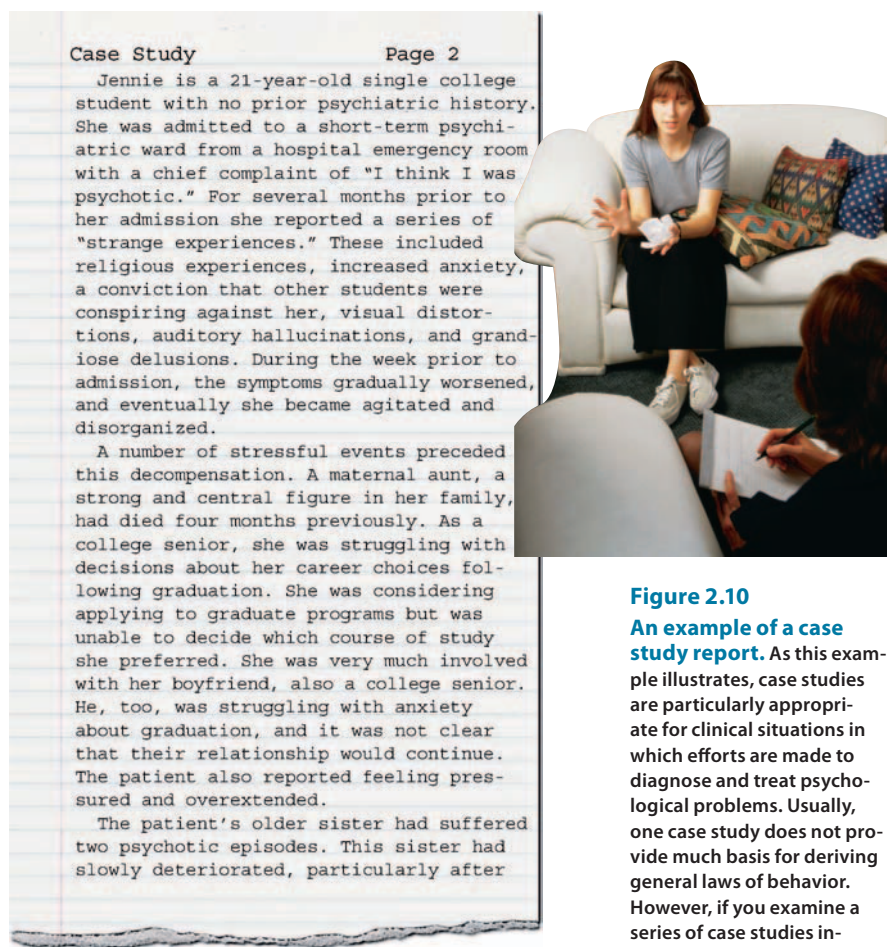 Case Study Page 2
Jennie is a 21-year-old single college
student with no prior psychiatric history.
She was admitted to a short-term psychi-
atric ward from a hospital emergency room
with a chief complaint of "I think I was
psychotic." For several months prior to
her admission she reported a series of
"strange experiences." These included
religious experiences, increased anxiety,
a conviction that other students were
conspiring against her, visual distor-
tions, auditory hallucinations, and grand-
iose delusions. During the week prior to
admission, the symptoms gradually worsened,
and eventually she became agitated and
disorganized.
A number of stressful events preceded
this decompensation. A maternal aunt, a
strong and central figure in her family,
had died four months previously. As a
college senior, she was struggling with
decisions about her career choices fol-
lowing graduation. She was considering
applying to graduate programs but was
unable to decide which course of study
she preferred. She was very much involved
with her boyfriend, also a college senior.
He, too, was struggling with anxiety
about graduation, and it was not clear
that their relationship would continue.
The patient also reported feeling pres-
sured and overextended.
The patient's older sister had suffered
two psychotic episodes. This sister had
slowly deteriorated, particularly after
Figure 2.10
An example of a case
study report. As this exam-
ple illustrates, case studies
are particularly appropri-
ate for clinical situations in
which efforts are made to
diagnose and treat psycho-
logical problems. Usually,
one case study does not pro-
vide much basis for deriving
general laws of behavior.
However, if you examine a
series of case studies in-